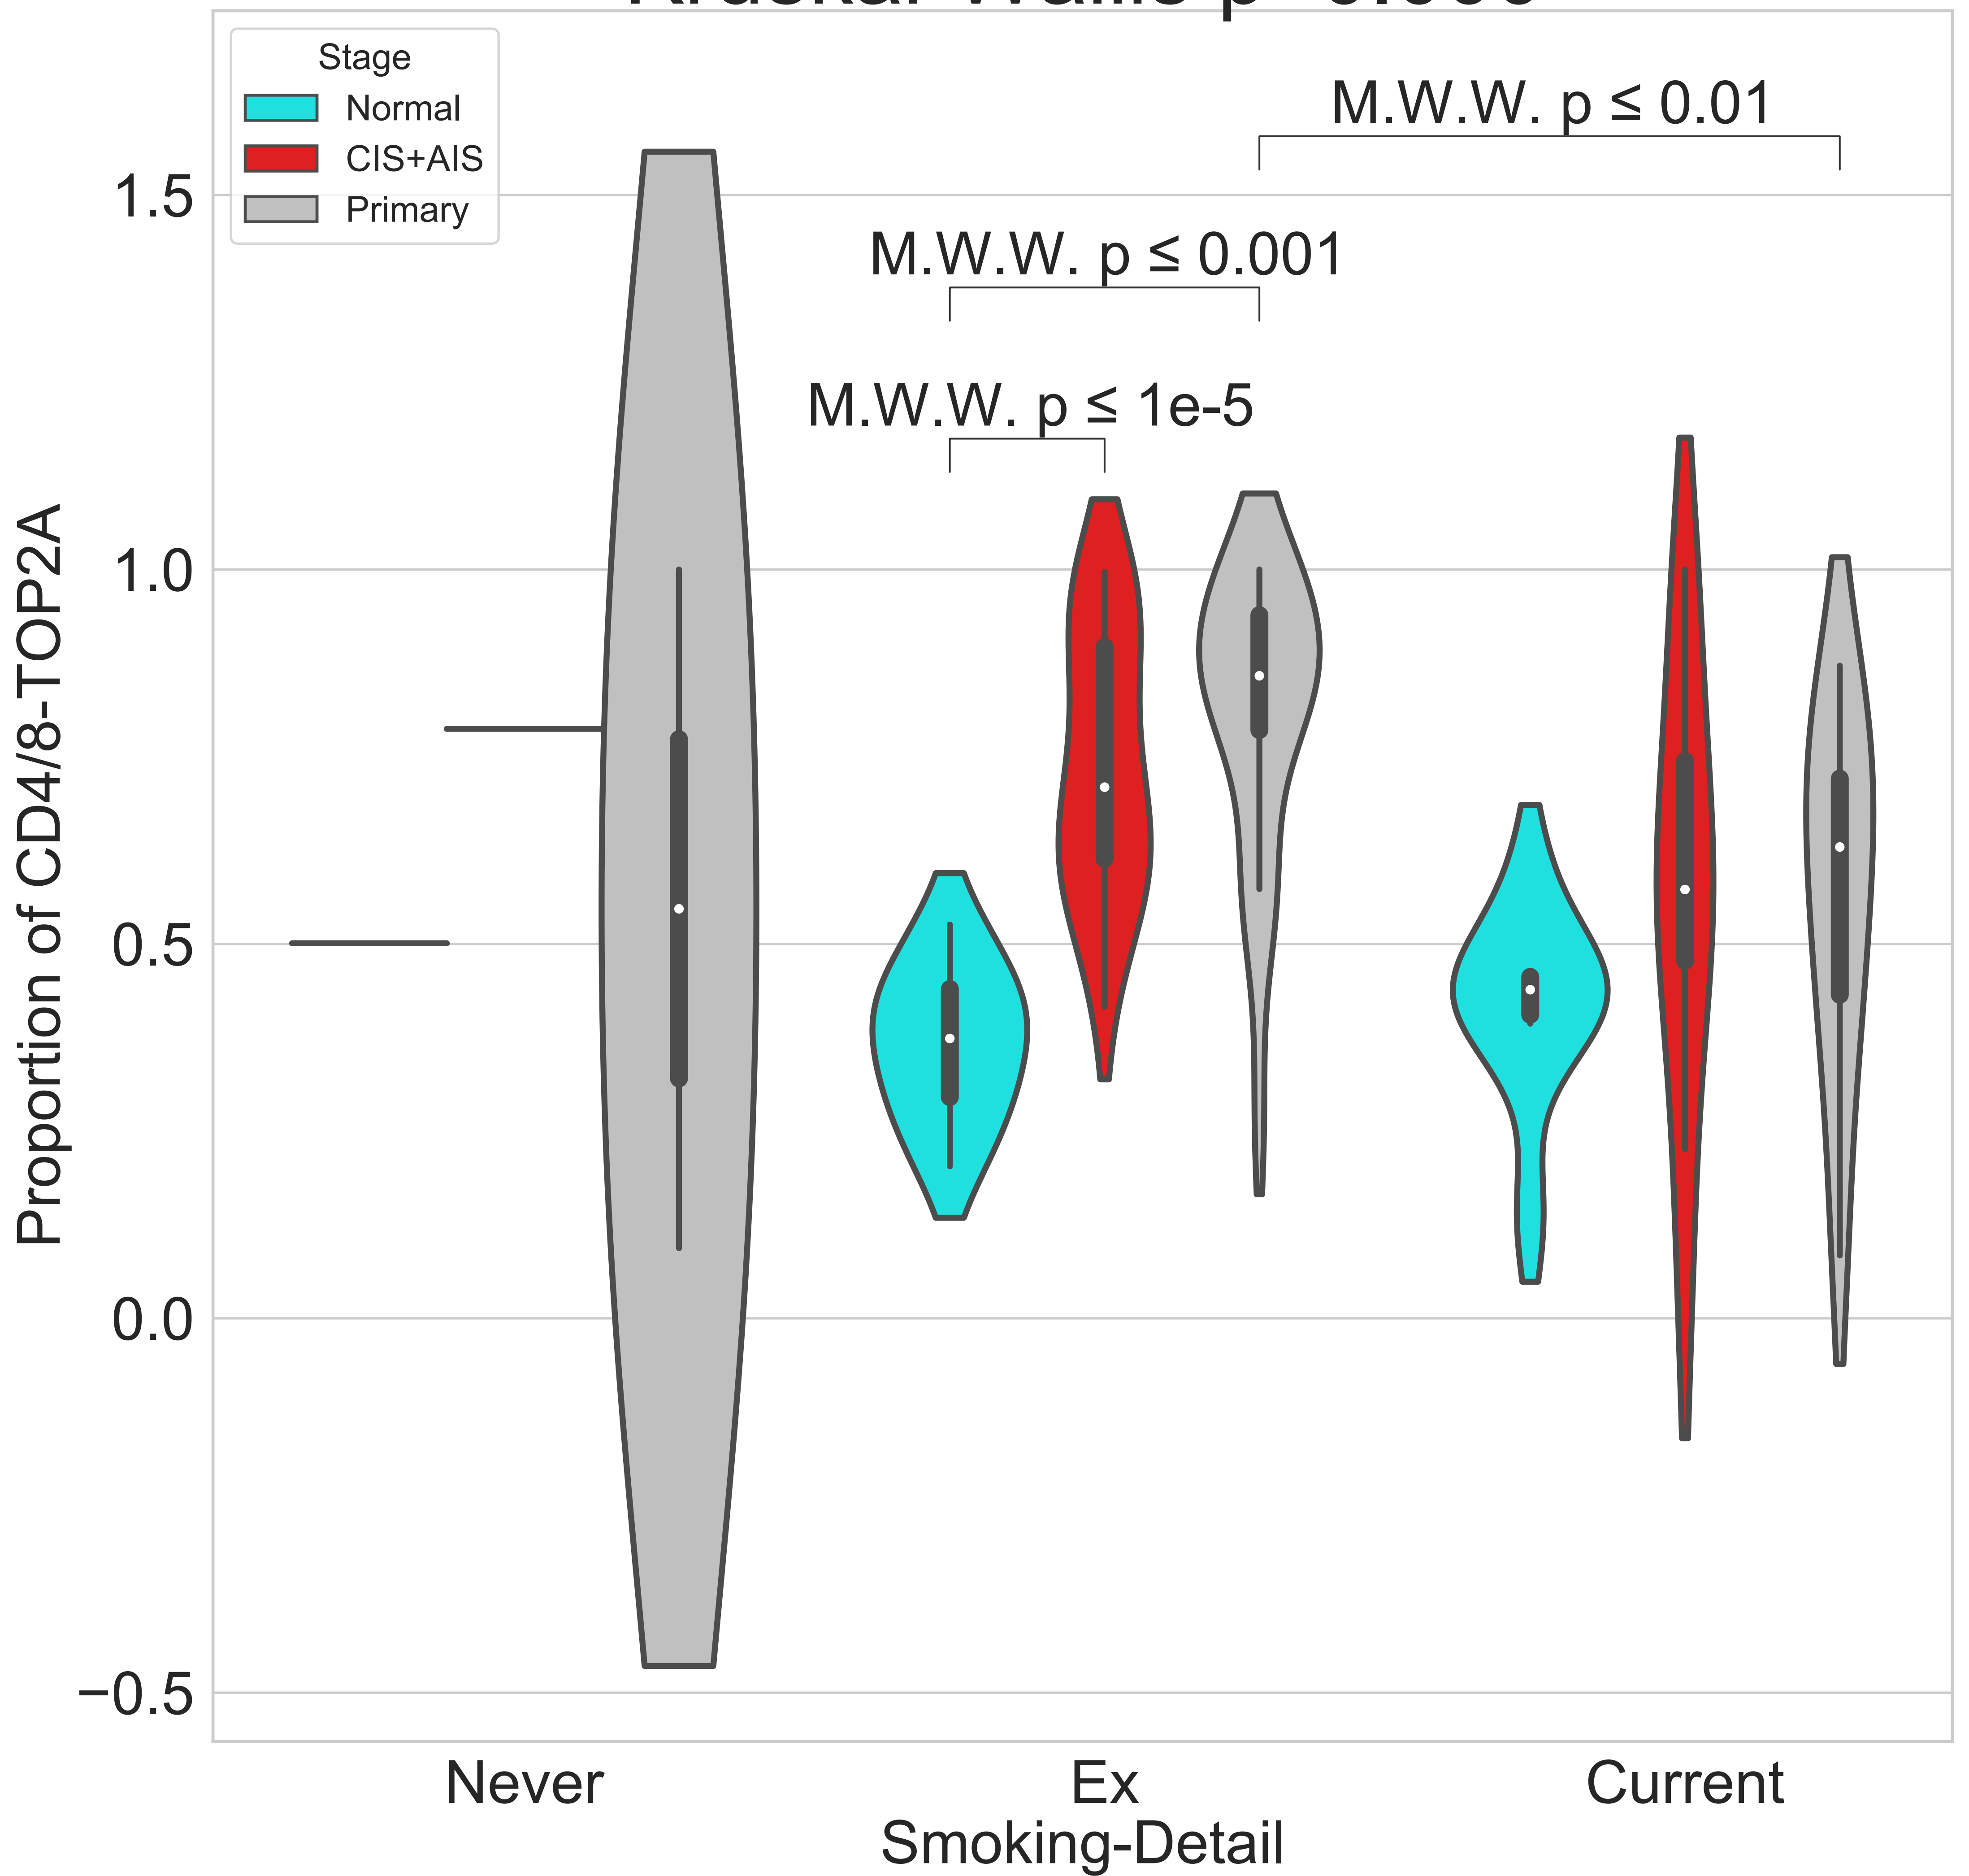 Stage
Normal
CIS+AIS
Primary
M.W.W. p ≤ 0.01
M.W.W. p ≤ 0.001
M.W.W. p ≤ 1e-5
1.5
1.0
0.5
0.0
−0.5
Proportion of CD4/8-TOP2A
Never
Ex
Current
Smoking-Detail